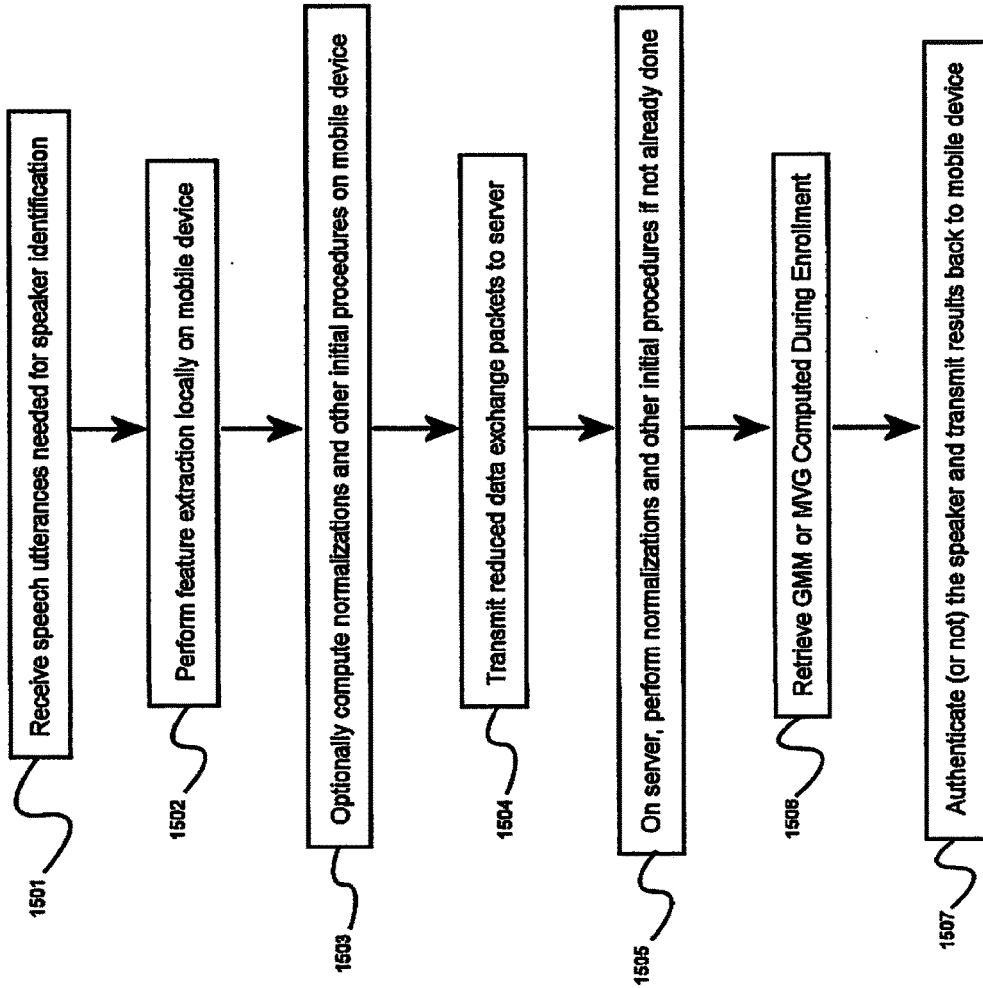 Receive speech utterances needed for speaker identification
1501
Perform feature extraction locally on mobile device
1502
Optionally compute normalizations and other initial procedures on mobile device
1503
Transmit reduced data exchange packets to server
1504
On server, perform normalizations and other initial procedures if not already done
1505
Retrieve GMM or MVG Computed During Enrollment
1506
Authenticate (or not) the speaker and transmit results back to mobile device
1507